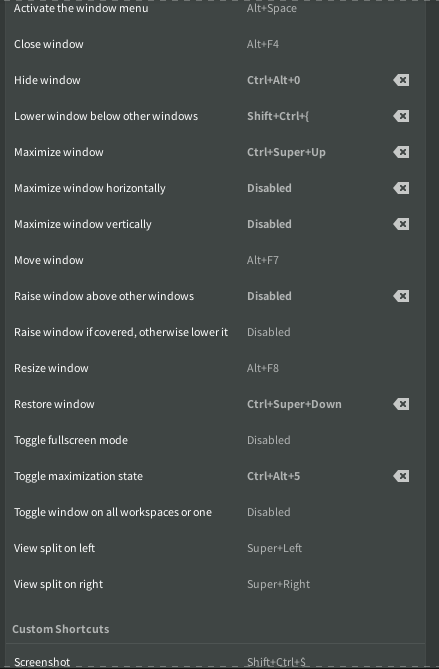 Activate the window menu Alt+Space
Close window Alt+F4
Hide window Ctrl+Alt+0
Lower window below other windows Shift+Ctrl+{
Maximize window Ctrl+Super+Up
Maximize window horizontally Disabled
Maximize window vertically Disabled
Move window Alt+F7
Raise window above other windows Disabled
Raise window if covered, otherwise lower it Disabled
Resize window Alt+F8
Restore window Ctrl+Super+Down
Toggle fullscreen mode Disabled
Toggle maximization state Ctrl+Alt+5
Toggle window on all workspaces or one Disabled
View split on left Super+Left
View split on right Super+Right
Custom Shortcuts
Screenshot Shift+Ctrl+$